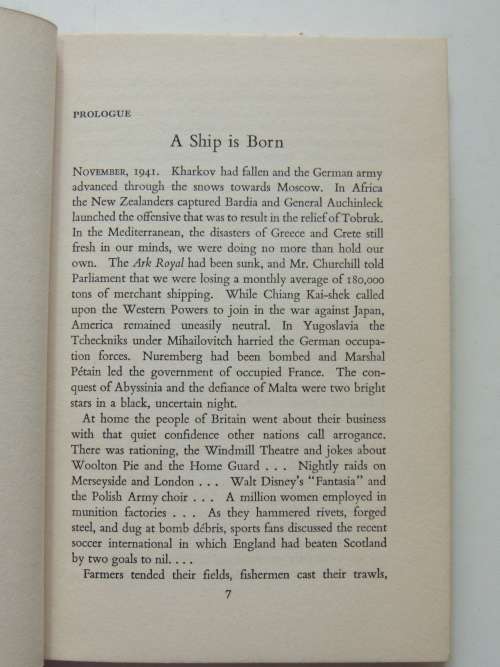 PROLOGUE
A Ship is Born
NOVEMBER, 1941. Kharkov had fallen and the German army
advanced through the snows towards Moscow. In Africa
the New Zealanders captured Bardia and General Auchinleck
launched the offensive that was to result in the relief of Tobruk.
In the Mediterranean, the disasters of Greece and Crete still
fresh in our minds, we were doing no more than hold our
own. The Ark Royal had been sunk, and Mr. Churchill told
Parliament that we were losing a monthly average of 180,000
tons of merchant shipping. While Chiang Kai-shek called
upon the Western Powers to join in the war against Japan,
America remained uneasily neutral. In Yugoslavia the
Tcheckniks under Mihailovitch harried the German occupa-
tion forces. Nuremberg had been bombed and Marshal
Pétain led the government of occupied France. The con-
quest of Abyssinia and the defiance of Malta were two bright
stars in a black, uncertain night.
At home the people of Britain went about their business
with that quiet confidence other nations call arrogance.
There was rationing, the Windmill Theatre and jokes about
Woolton Pie and the Home Guard . . . Nightly raids on
Merseyside and London . . . Walt Disney's "Fantasia" and
the Polish Army choir . . . A million women employed in
munition factories . . . As they hammered rivets, forged
steel, and dug at bomb débris, sports fans discussed the recent
soccer international in which England had beaten Scotland
by two goals to nil. . . .
Farmers tended their fields, fishermen cast their trawls,
7